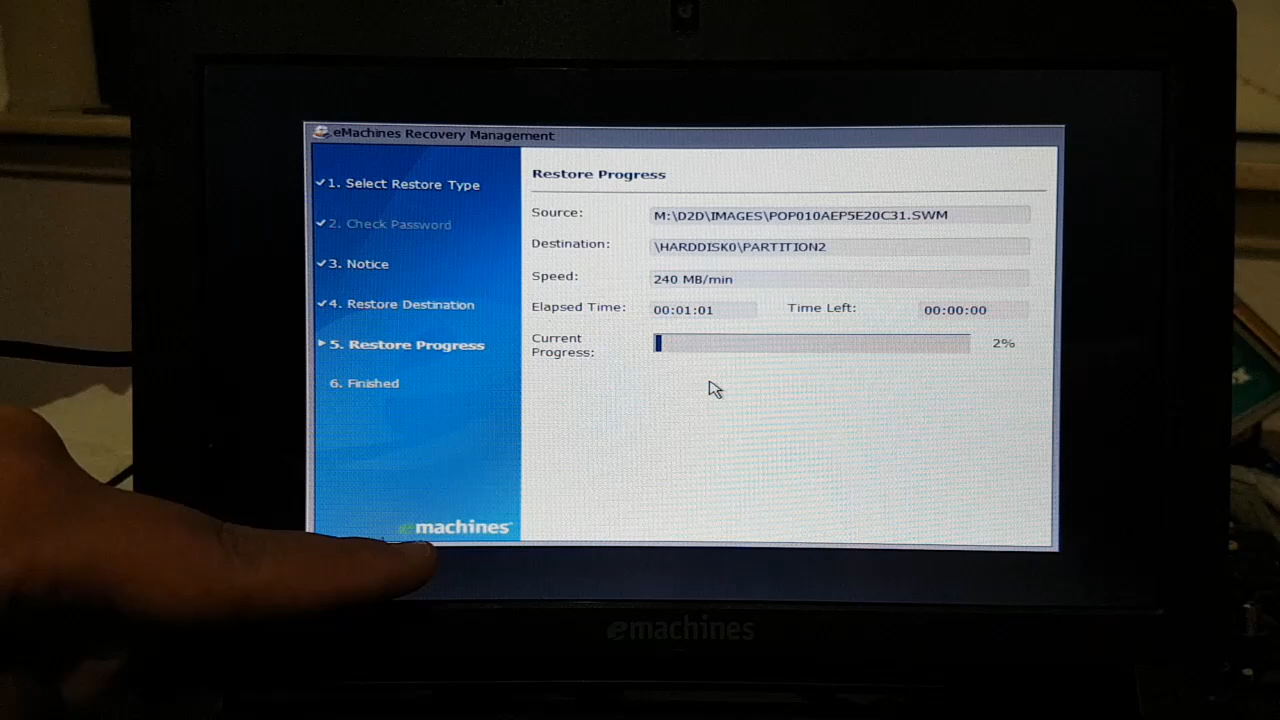 eMachines Recovery Management
1. Select Restore Type
2. Check Password
3. Notice
4. Restore Destination
5. Restore Progress
6. Finished
emachines
Restore Progress
Source: M:\D2D\IMAGES\POP010AEP5E20C31.SWM
Destination: \HARDDISK0\PARTITION2
Speed: 240 MB/min
Elapsed Time: 00:01:01 Time Left: 00:00:00
Current
Progress: 2%
emachines